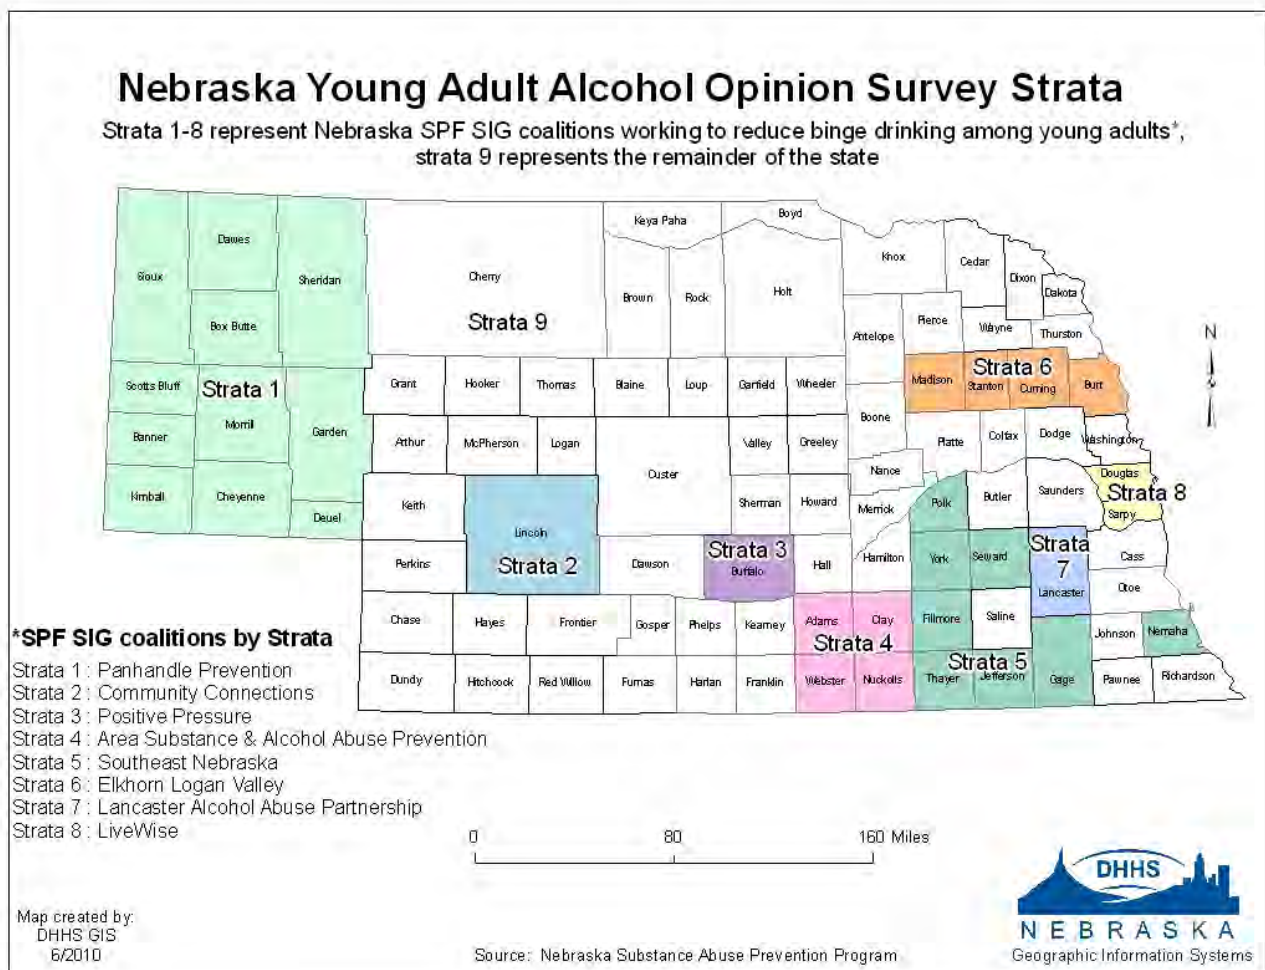 Nebraska Young Adult Alcohol Opinion Survey Strata
Strata 1-8 represent Nebraska SPF SIG coalitions working to reduce binge drinking among young adults*,
strata 9 represents the remainder of the state
Sioux
Dawes
Sheridan
Box Butte
Scotts Bluff
Strata 1
Banner
Morrill
Garden
Kimball
Cheyenne
Deuel
Cherry
Strata 9
Keya Paha
Boyd
Brown
Rock
Holt
Knox
Cedar
Dixon
Dakota
Antelope
Pierce
Wayne
Thurston
Grant
Hooker
Thomas
Blaine
Loup
Garfield
Wheeler
Strata 6
Madison
Stanton
Cuming
Burt
Boone
Arthur
McPherson
Logan
Custer
Valley
Greeley
Platte
Colfax
Dodge
Washington
Nance
Keith
Lincoln
Strata 2
Sherman
Howard
Merrick
Polk
Butler
Saunders
Douglas
Strata 8
Sarpy
Perkins
Dawson
Strata 3
Buffalo
Hall
Hamilton
York
Seward
Strata
7
Lancaster
Cass
Otoe
Chase
Hayes
Frontier
Gosper
Phelps
Kearney
Adams
Clay
Strata 4
Fillmore
Saline
Strata 5
Johnson
Nemaha
Dundy
Hitchcock
Red Willow
Furnas
Harlan
Franklin
Webster
Nuckolls
Thayer
Jefferson
Gage
Pawnee
Richardson
N
*SPF SIG coalitions by Strata
Strata 1 : Panhandle Prevention
Strata 2 : Community Connections
Strata 3 : Positive Pressure
Strata 4 : Area Substance & Alcohol Abuse Prevention
Strata 5 : Southeast Nebraska
Strata 6 : Elkhorn Logan Valley
Strata 7 : Lancaster Alcohol Abuse Partnership
Strata 8 : LiveWise
0 80 160 Miles
Map created by:
DHHS GIS
6/2010
Source: Nebraska Substance Abuse Prevention Program
DHHS
NEBRASKA
Geographic Information Systems